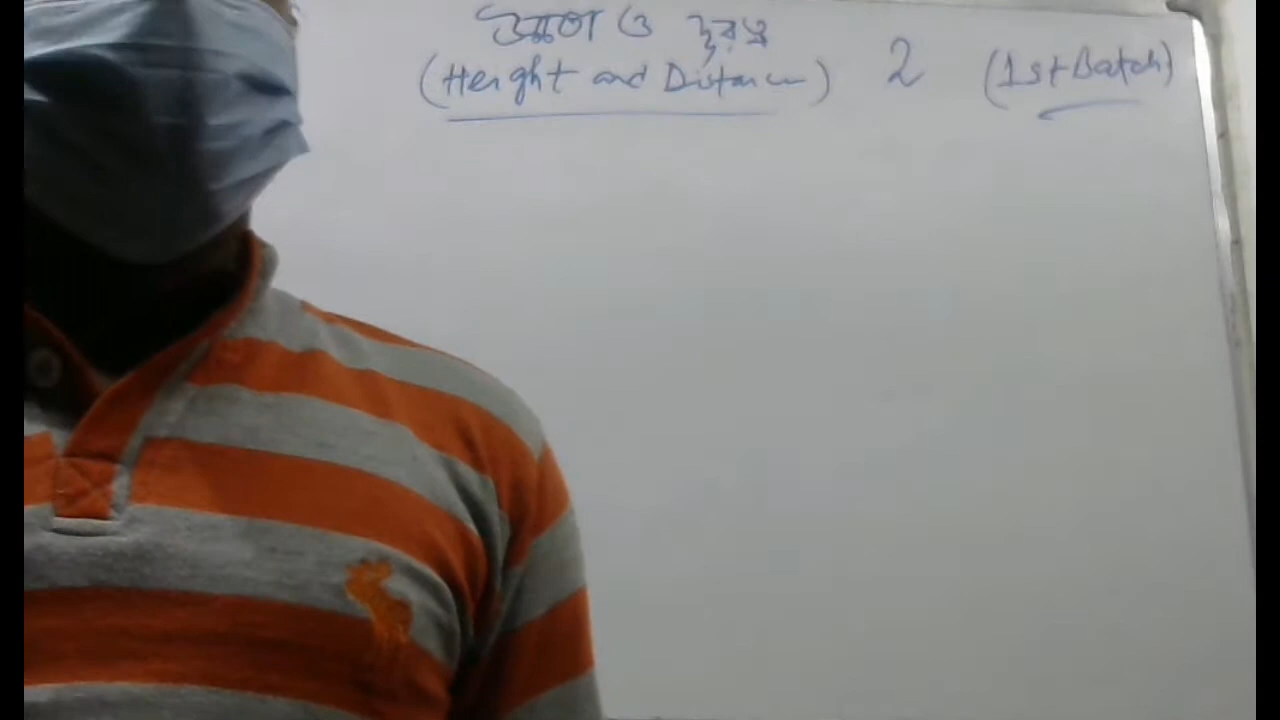 উচ্চতা ও দূরত্ব
(Height and Distance) 2 (1st Batch)